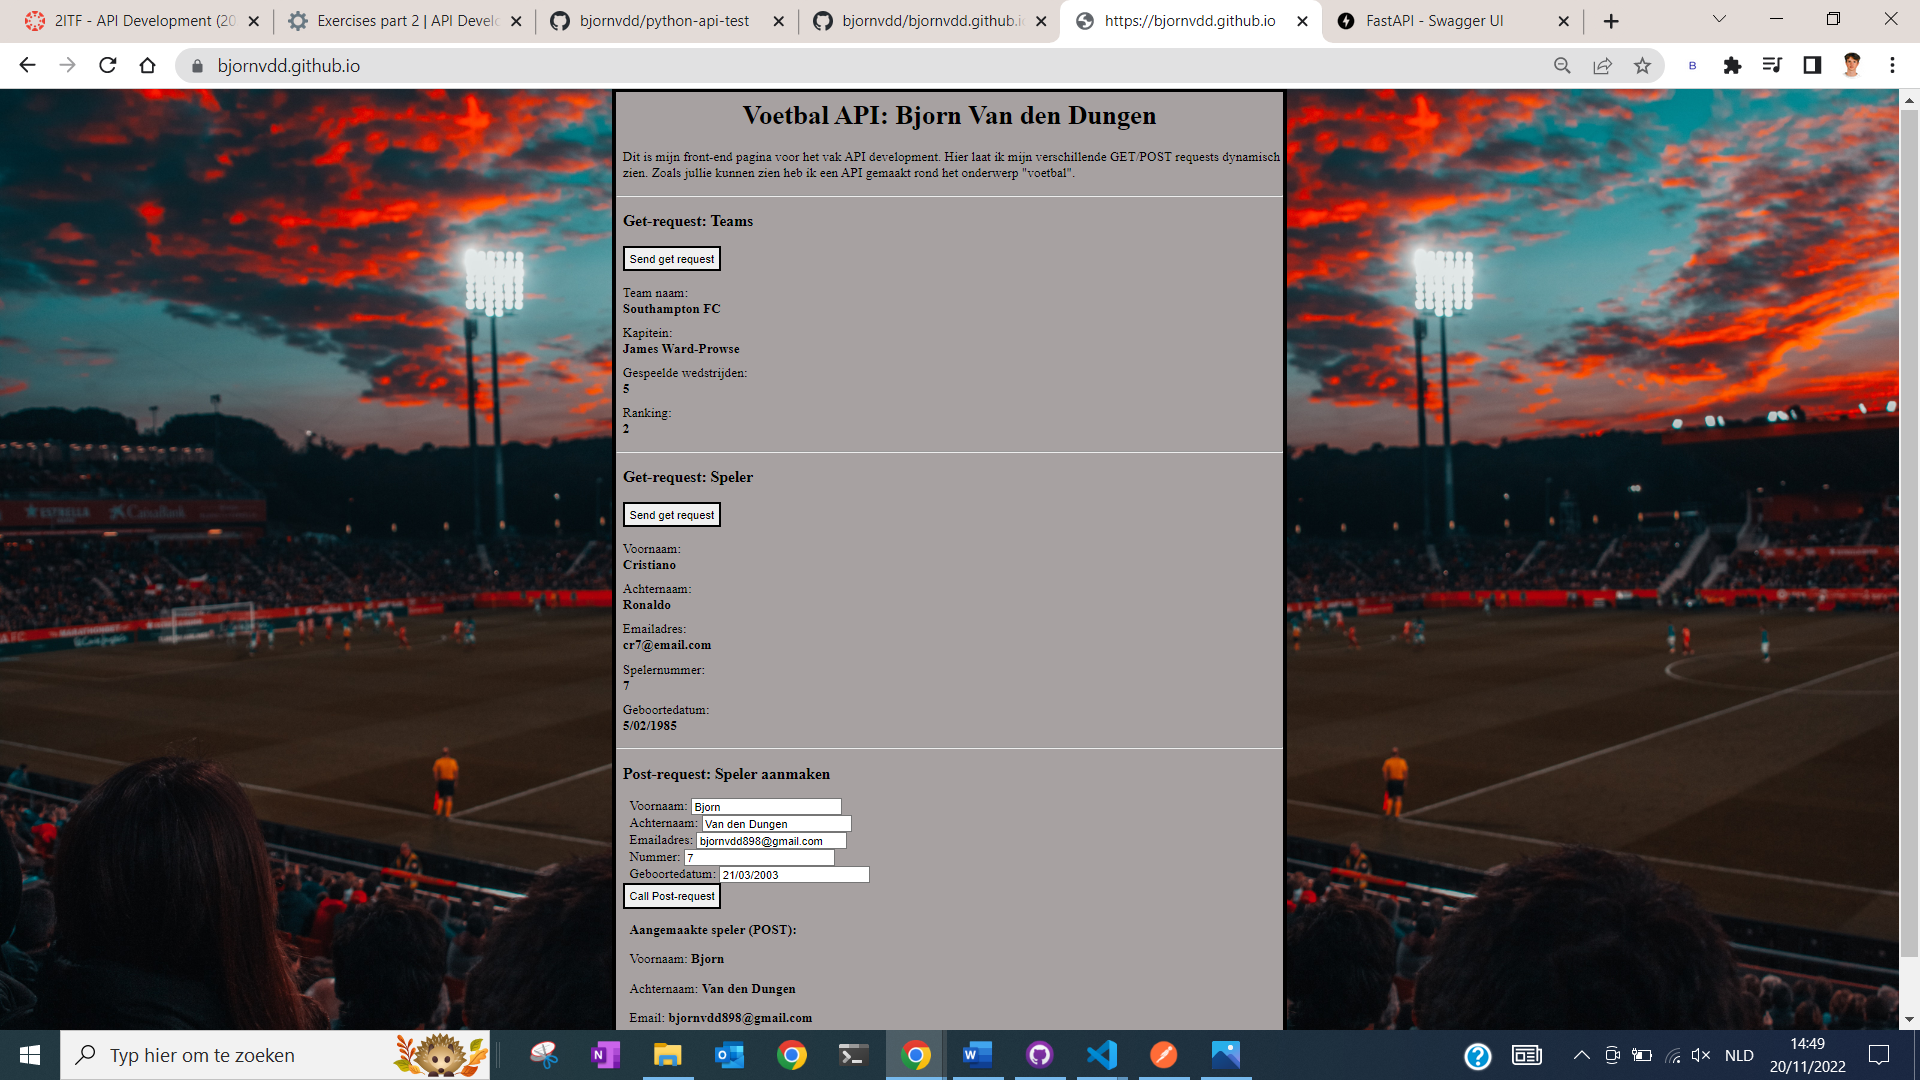 2ITF - API Development (20
Exercises part 2 | API Develo
bjornvdd/python-api-test
bjornvdd/bjornvdd.github.io
https://bjornvdd.github.io
FastAPI - Swagger UI
bjornvdd.github.io
B
Voetbal API: Bjorn Van den Dungen
Dit is mijn front-end pagina voor het vak API development. Hier laat ik mijn verschillende GET/POST requests dynamisch
zien. Zoals jullie kunnen zien heb ik een API gemaakt rond het onderwerp "voetbal".
Get-request: Teams
Send get request
Team naam:
Southampton FC
Kapitein:
James Ward-Prowse
Gespeelde wedstrijden:
5
Ranking:
2
Get-request: Speler
Send get request
Voornaam:
Cristiano
Achternaam:
Ronaldo
Emailadres:
cr7@email.com
Spelernummer:
7
Geboortedatum:
5/02/1985
Post-request: Speler aanmaken
Voornaam: Bjorn
Achternaam: Van den Dungen
Emailadres: bjornvdd898@gmail.com
Nummer: 7
Geboortedatum: 21/03/2003
Call Post-request
Aangemaakte speler (POST):
Voornaam: Bjorn
Achternaam: Van den Dungen
Email: bjornvdd898@gmail.com
ESTRELLA
CaixaBank
Typ hier om te zoeken
NLD
14:49
20/11/2022